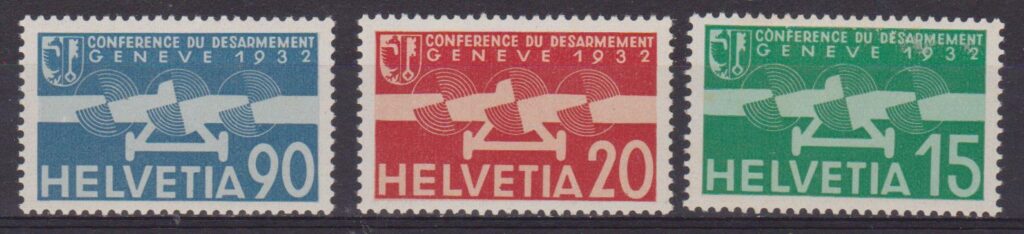 CONFERENCE DU DESARMEMENT
GENEVE 1932
HELVETIA 90
CONFERENCE DU DESARMEMENT
GENEVE 1932
HELVETIA 20
CONFERENCE DU DESARMEMENT
GENEVE 1932
HELVETIA 15